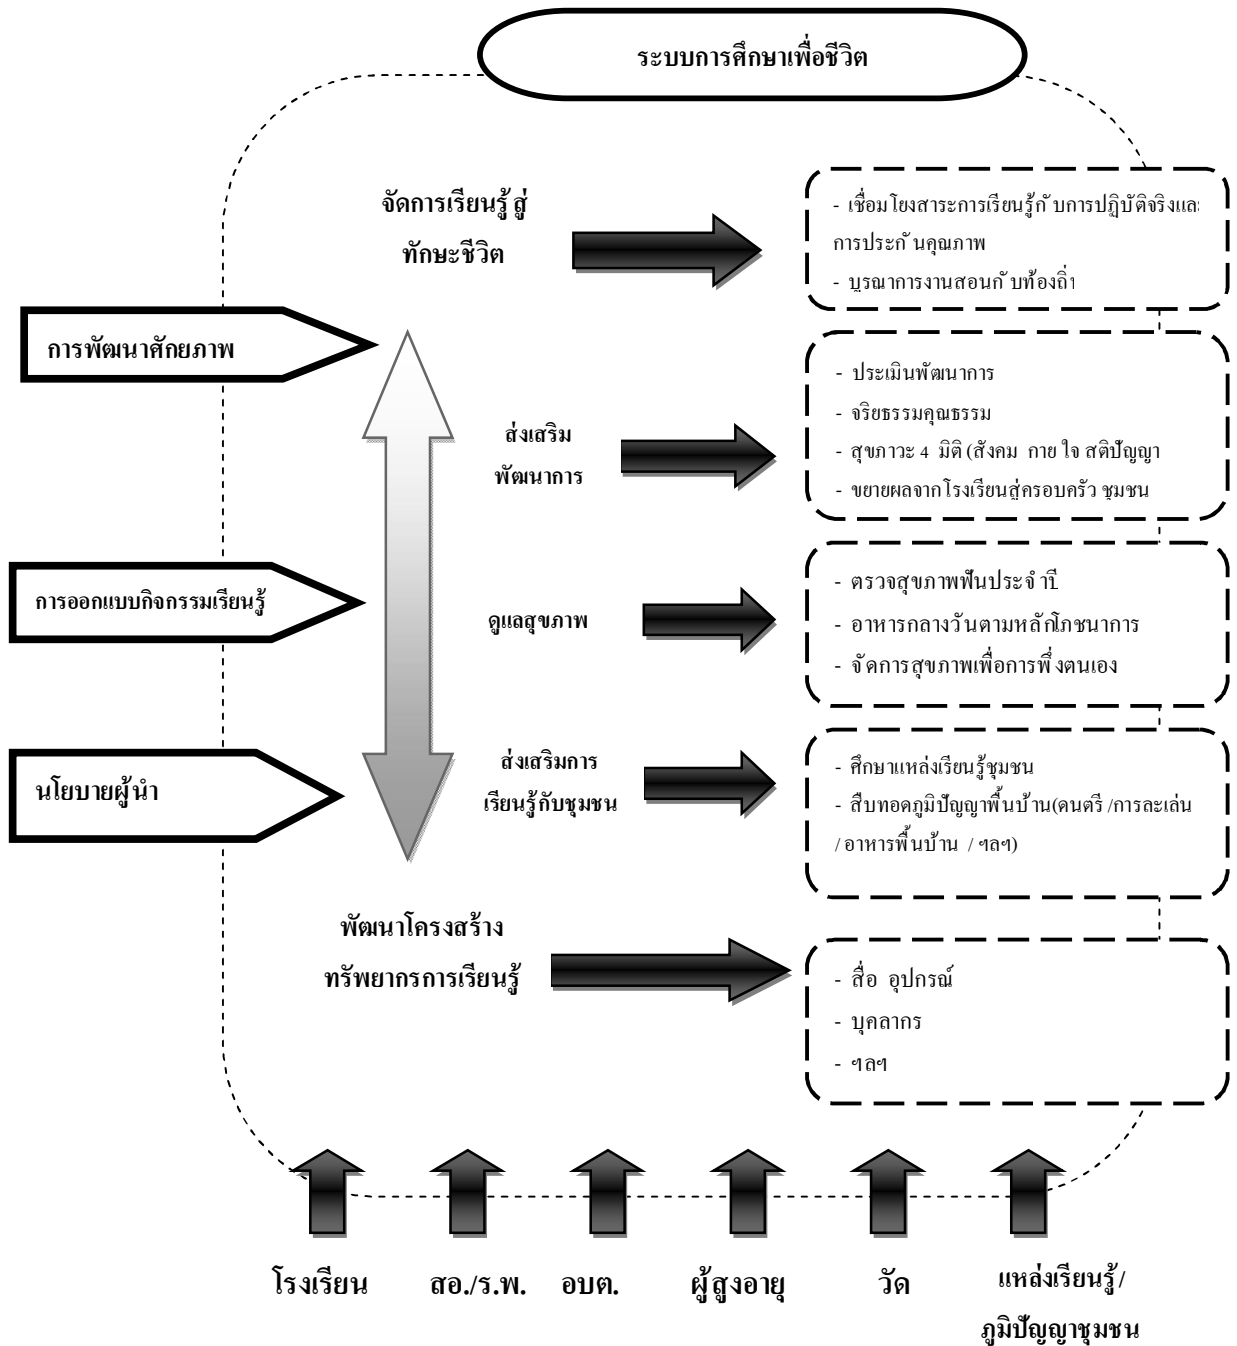 ระบบการศึกษาเพื่อชีวิต
จัดการเรียนรู้ สู่
ทักษะชีวิต
- เชื่อมโยงสาระการเรียนรู้กับการปฏิบัติจริงและ
การประกันคุณภาพ
- บูรณาการงานสอนกับท้องถิ่น
การพัฒนาศักยภาพ
ส่งเสริม
พัฒนาการ
- ประเมินพัฒนาการ
- จริยธรรมคุณธรรม
- สุขภาวะ 4 มิติ (สังคม กาย ใจ สติปัญญา
- ขยายผลจากโรงเรียนสู่ครอบครัว ชุมชน
การออกแบบกิจกรรมเรียนรู้
ดูแลสุขภาพ
- ตรวจสุขภาพฟันประจำปี
- อาหารกลางวันตามหลักโภชนาการ
- จัดการสุขภาพเพื่อการพึ่งตนเอง
นโยบายผู้นำ
ส่งเสริมการ
เรียนรู้กับชุมชน
- ศึกษาแหล่งเรียนรู้ชุมชน
- สืบทอดภูมิปัญญาพื้นบ้าน(ดนตรี /การละเล่น
/ อาหารพื้นบ้าน / ฯลฯ)
พัฒนาโครงสร้าง
ทรัพยากรการเรียนรู้
- สื่อ อุปกรณ์
- บุคลากร
- ฯลฯ
โรงเรียน
สอ./ร.พ.
อบต.
ผู้สูงอายุ
วัด
แหล่งเรียนรู้/
ภูมิปัญญาชุมชน